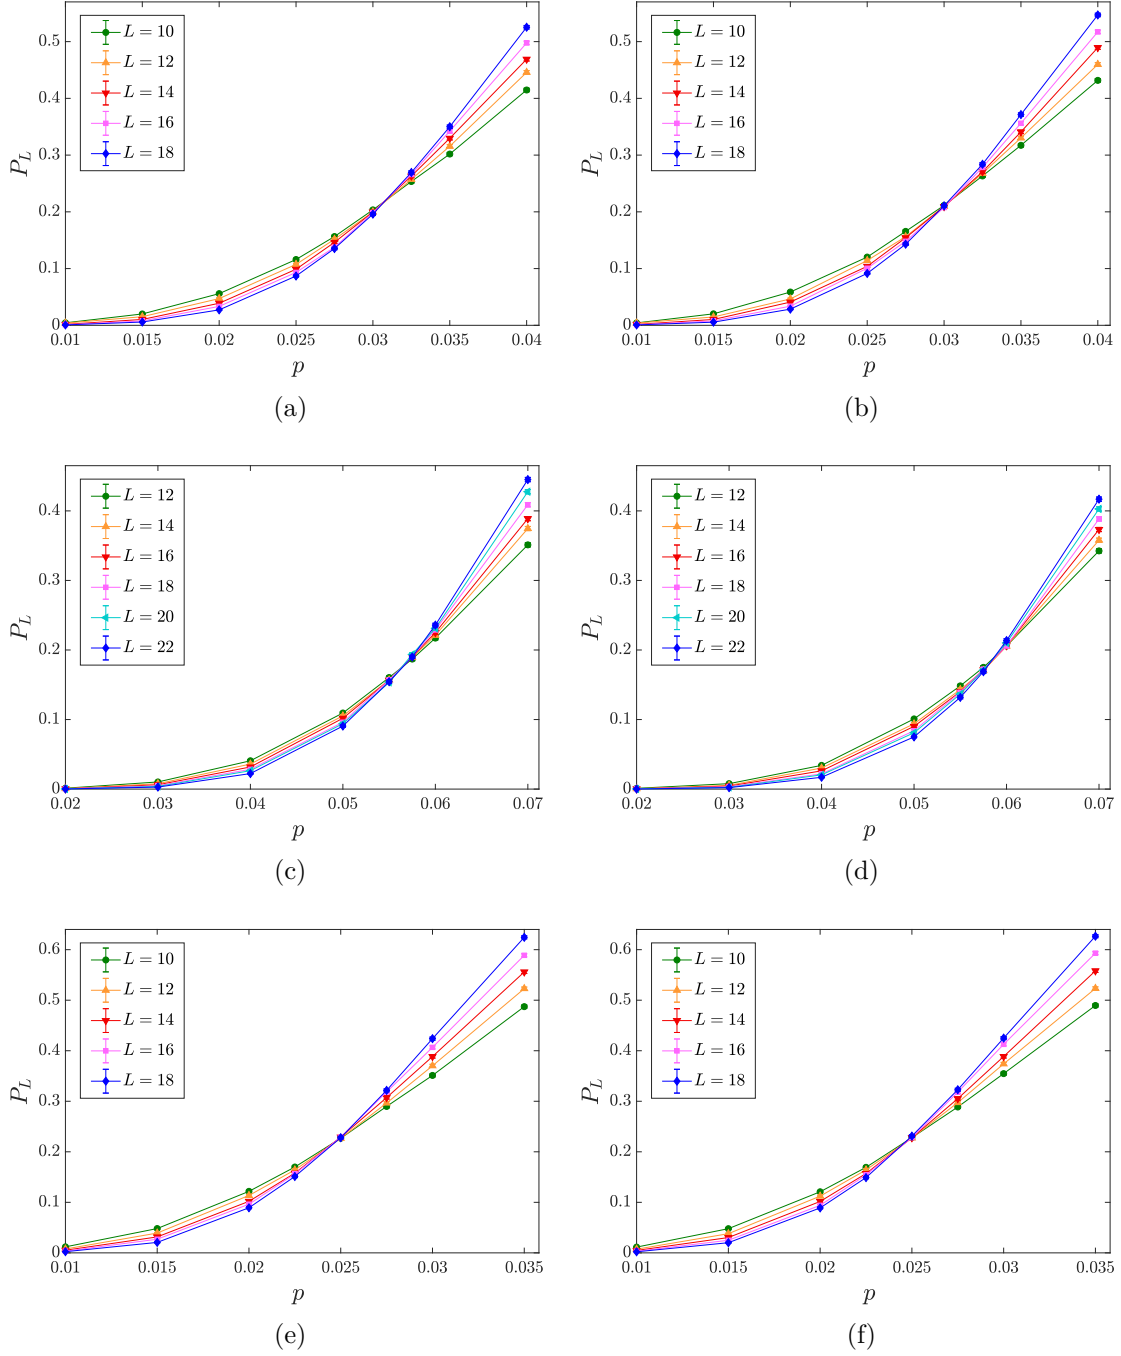 0.5
0.4
0.3
0.2
0.1
0
P_L
L = 10
L = 12
L = 14
L = 16
L = 18
0.01 0.015 0.02 0.025 0.03 0.035 0.04
p
(a)
0.5
0.4
0.3
0.2
0.1
0
P_L
L = 10
L = 12
L = 14
L = 16
L = 18
0.01 0.015 0.02 0.025 0.03 0.035 0.04
p
(b)
0.4
0.3
0.2
0.1
0
P_L
L = 12
L = 14
L = 16
L = 18
L = 20
L = 22
0.02 0.03 0.04 0.05 0.06 0.07
p
(c)
0.4
0.3
0.2
0.1
0
P_L
L = 12
L = 14
L = 16
L = 18
L = 20
L = 22
0.02 0.03 0.04 0.05 0.06 0.07
p
(d)
0.6
0.5
0.4
0.3
0.2
0.1
0
P_L
L = 10
L = 12
L = 14
L = 16
L = 18
0.01 0.015 0.02 0.025 0.03 0.035
p
(e)
0.6
0.5
0.4
0.3
0.2
0.1
0
P_L
L = 10
L = 12
L = 14
L = 16
L = 18
0.01 0.015 0.02 0.025 0.03 0.035
p
(f)